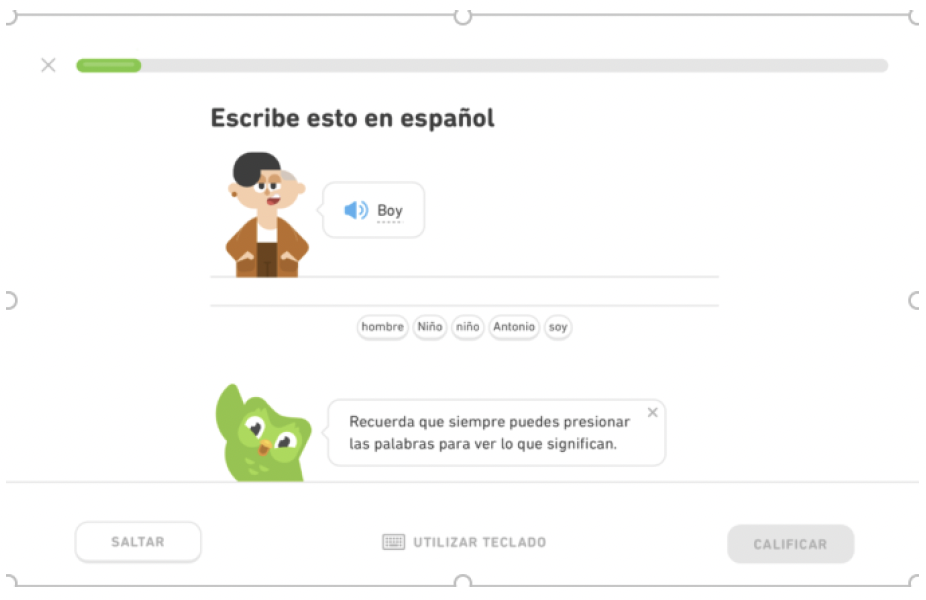 Escribe esto en español
Boy
hombre Niño niño Antonio soy
Recuerda que siempre puedes presionar
las palabras para ver lo que significan.
SALTAR UTILIZAR TECLADO CALIFICAR